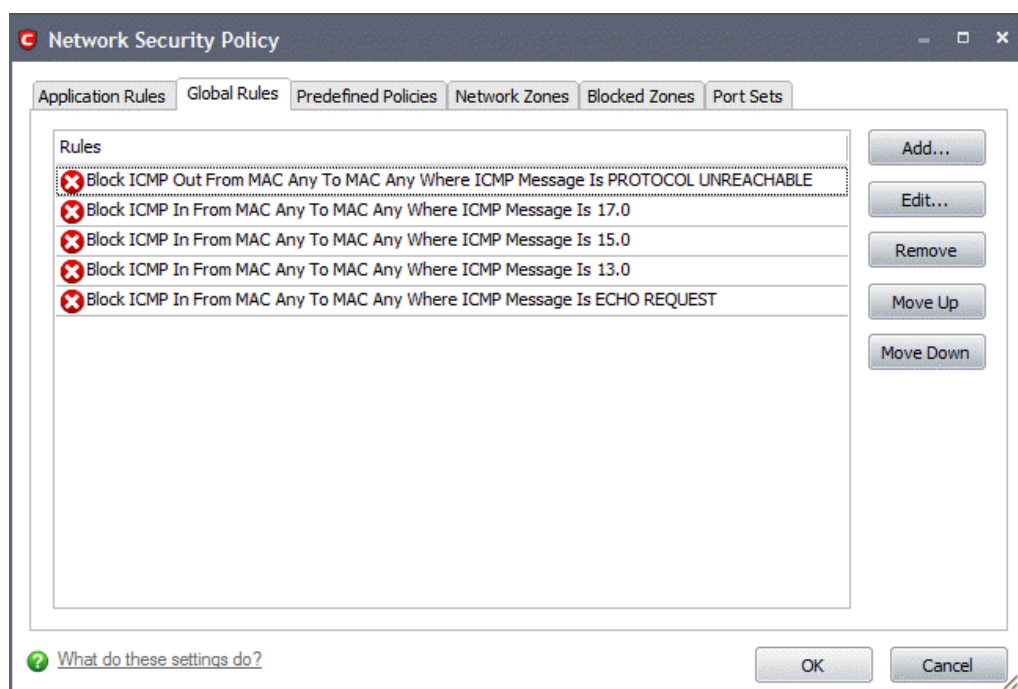 Network Security Policy
Application Rules Global Rules Predefined Policies Network Zones Blocked Zones Port Sets
Rules
Block ICMP Out From MAC Any To MAC Any Where ICMP Message Is PROTOCOL UNREACHABLE
Block ICMP In From MAC Any To MAC Any Where ICMP Message Is 17.0
Block ICMP In From MAC Any To MAC Any Where ICMP Message Is 15.0
Block ICMP In From MAC Any To MAC Any Where ICMP Message Is 13.0
Block ICMP In From MAC Any To MAC Any Where ICMP Message Is ECHO REQUEST
Add...
Edit...
Remove
Move Up
Move Down
What do these settings do?
OK
Cancel